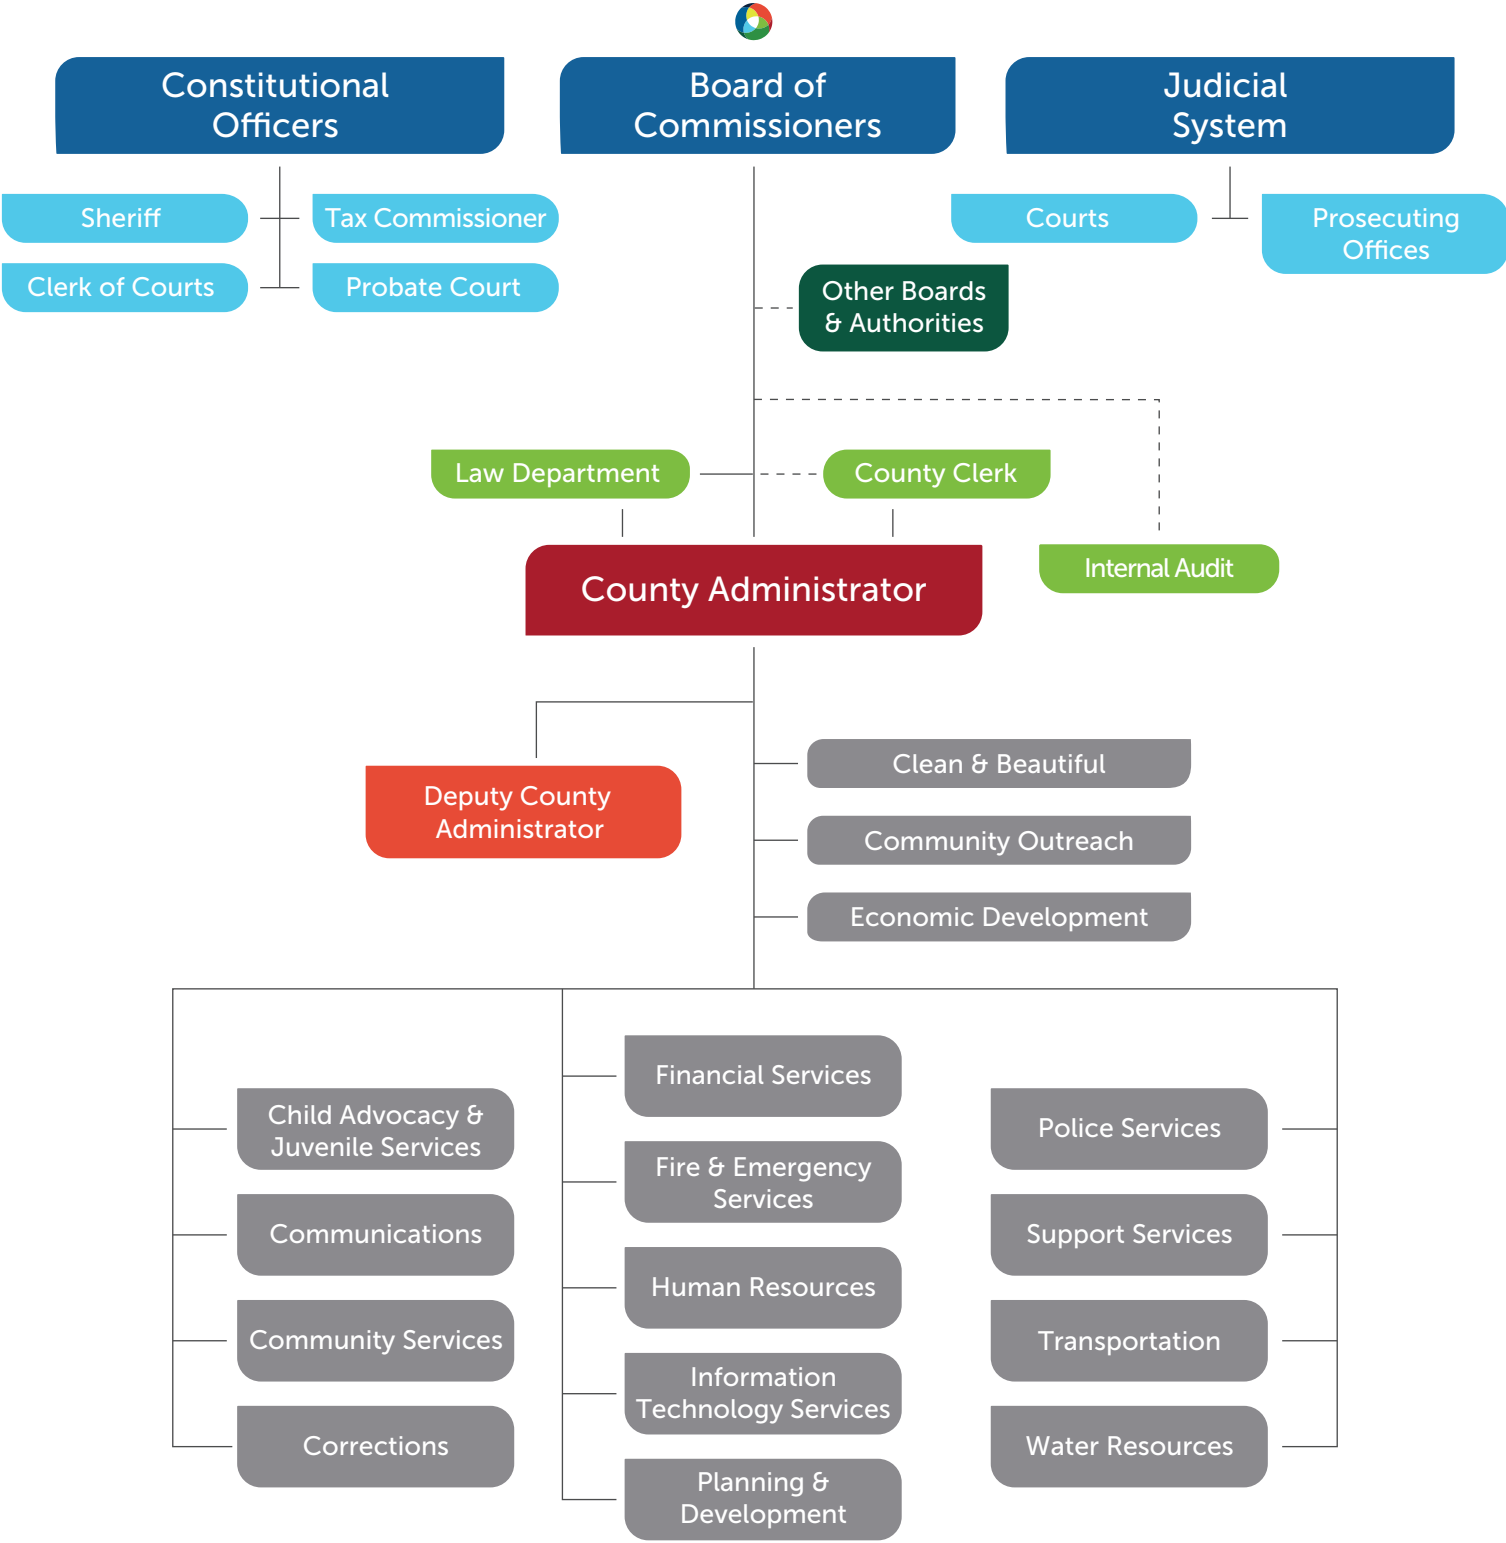 Constitutional
Officers
Board of
Commissioners
Judicial
System
Sheriff
Tax Commissioner
Clerk of Courts
Probate Court
Courts
Prosecuting
Offices
Other Boards
& Authorities
Law Department
County Clerk
Internal Audit
County Administrator
Deputy County
Administrator
Clean & Beautiful
Community Outreach
Economic Development
Child Advocacy &
Juvenile Services
Communications
Community Services
Corrections
Financial Services
Fire & Emergency
Services
Human Resources
Information
Technology Services
Planning &
Development
Police Services
Support Services
Transportation
Water Resources